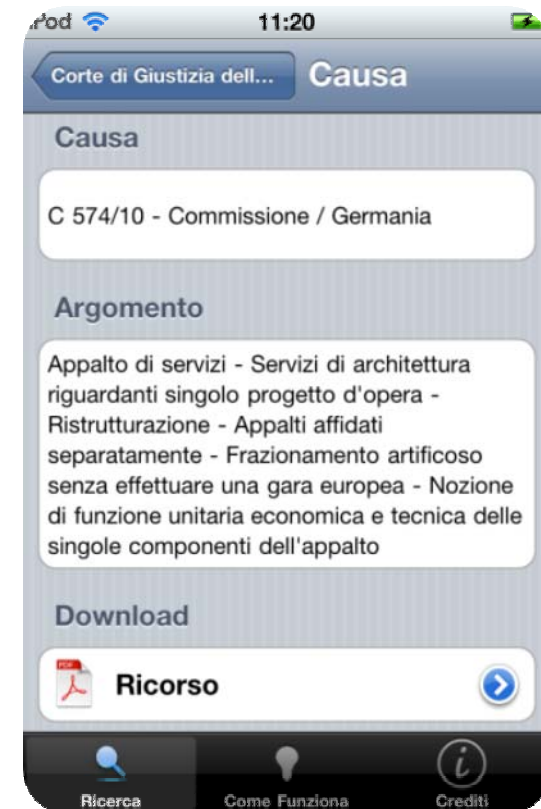 iPod 11:20
Corte di Giustizia dell... Causa
Causa
C 574/10 - Commissione / Germania
Argomento
Appalto di servizi - Servizi di architettura
riguardanti singolo progetto d'opera -
Ristrutturazione - Appalti affidati
separatamente - Frazionamento artificoso
senza effettuare una gara europea - Nozione
di funzione unitaria economica e tecnica delle
singole componenti dell'appalto
Download
PDF Ricorso
Ricerca Come Funziona Crediti